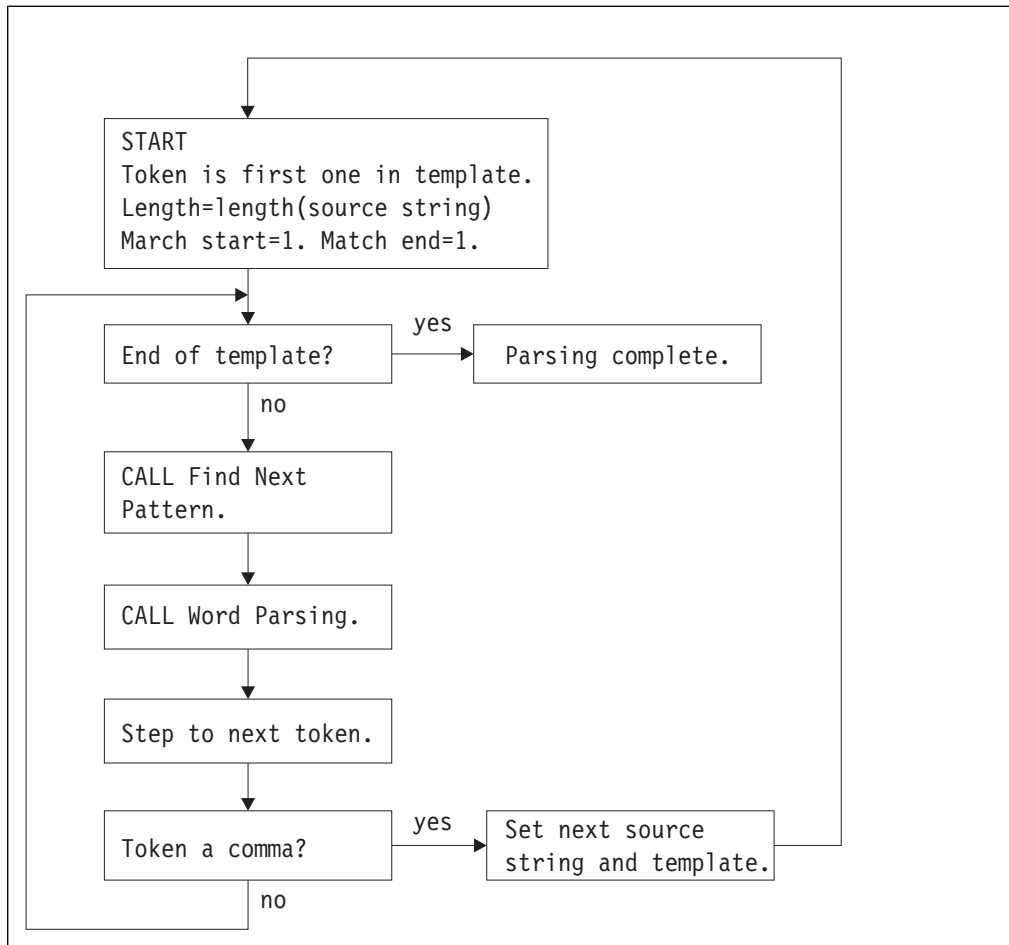 START
Token is first one in template.
Length=length(source string)
March start=1. Match end=1.
End of template?
yes
Parsing complete.
no
CALL Find Next
Pattern.
CALL Word Parsing.
Step to next token.
Token a comma?
yes
Set next source
string and template.
no